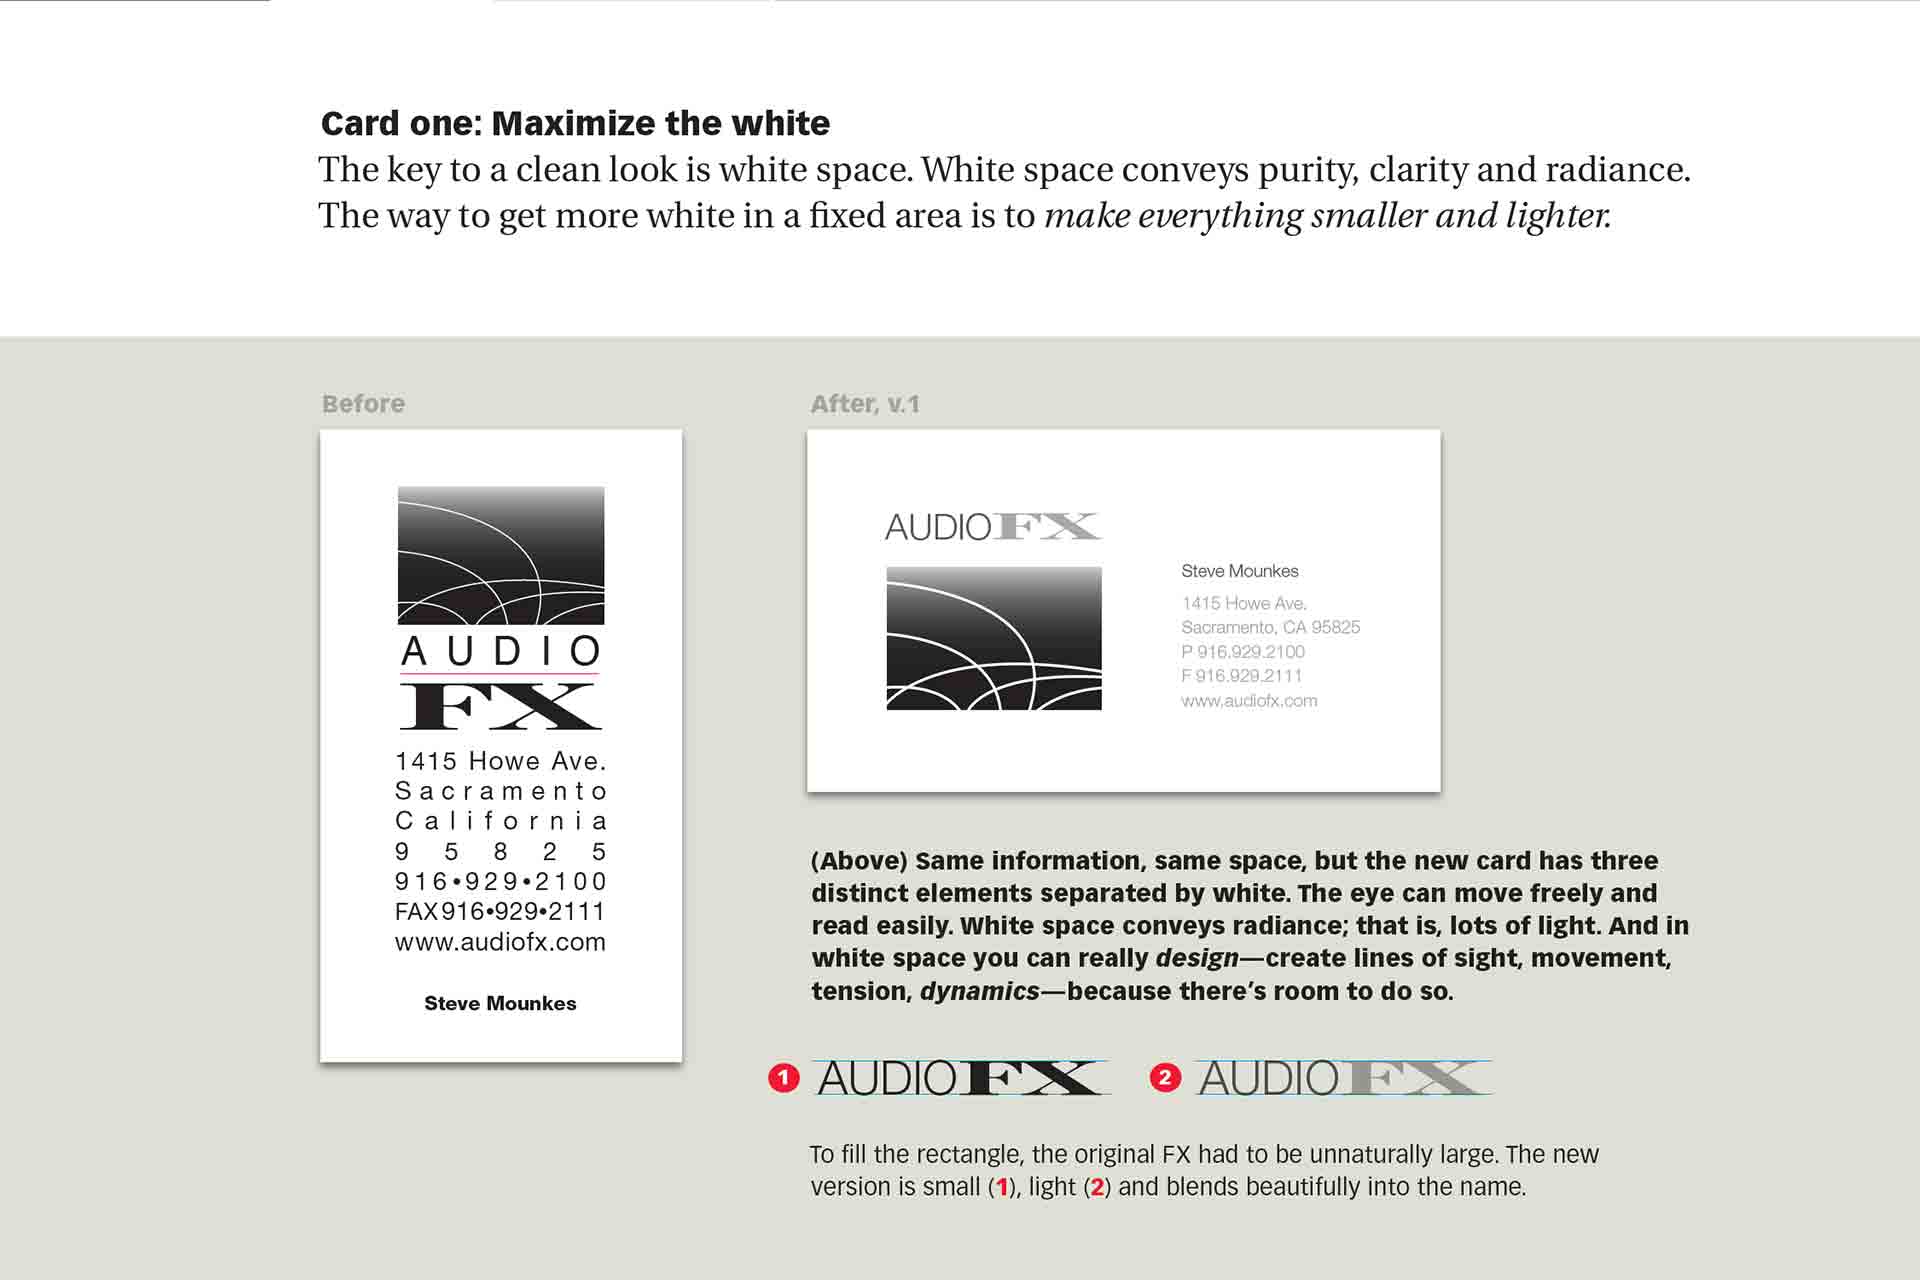 Card one: Maximize the white
The key to a clean look is white space. White space conveys purity, clarity and radiance.
The way to get more white in a fixed area is to make everything smaller and lighter.
Before
AUDIO
FX
1415 Howe Ave.
Sacramento
California
95825
916•929•2100
FAX916•929•2111
www.audiofx.com
Steve Mounkes
After, v.1
AUDIOFX
Steve Mounkes
1415 Howe Ave.
Sacramento, CA 95825
P 916.929.2100
F 916.929.2111
www.audiofx.com
(Above) Same information, same space, but the new card has three
distinct elements separated by white. The eye can move freely and
read easily. White space conveys radiance; that is, lots of light. And in
white space you can really design—create lines of sight, movement,
tension, dynamics—because there’s room to do so.
1 AUDIOFX 2 AUDIOFX
To fill the rectangle, the original FX had to be unnaturally large. The new
version is small (1), light (2) and blends beautifully into the name.